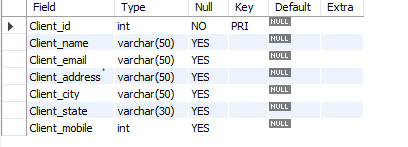 Field Type Null Key Default Extra
Client_id int NO PRI NULL
Client_name varchar(50) YES NULL
Client_email varchar(50) YES NULL
Client_address varchar(50) YES NULL
Client_city varchar(50) YES NULL
Client_state varchar(30) YES NULL
Client_mobile int YES NULL